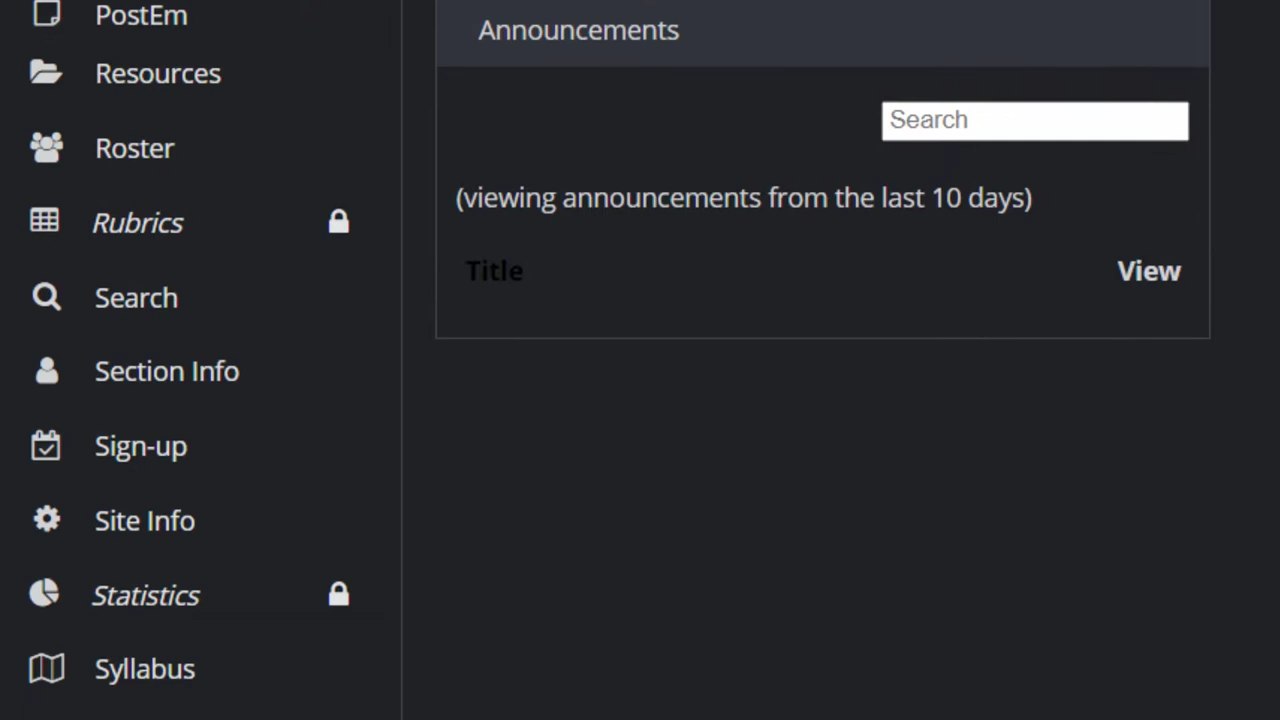 PostEm
Resources
Roster
Rubrics
Search
Section Info
Sign-up
Site Info
Statistics
Syllabus
Announcements
Search
(viewing announcements from the last 10 days)
Title View